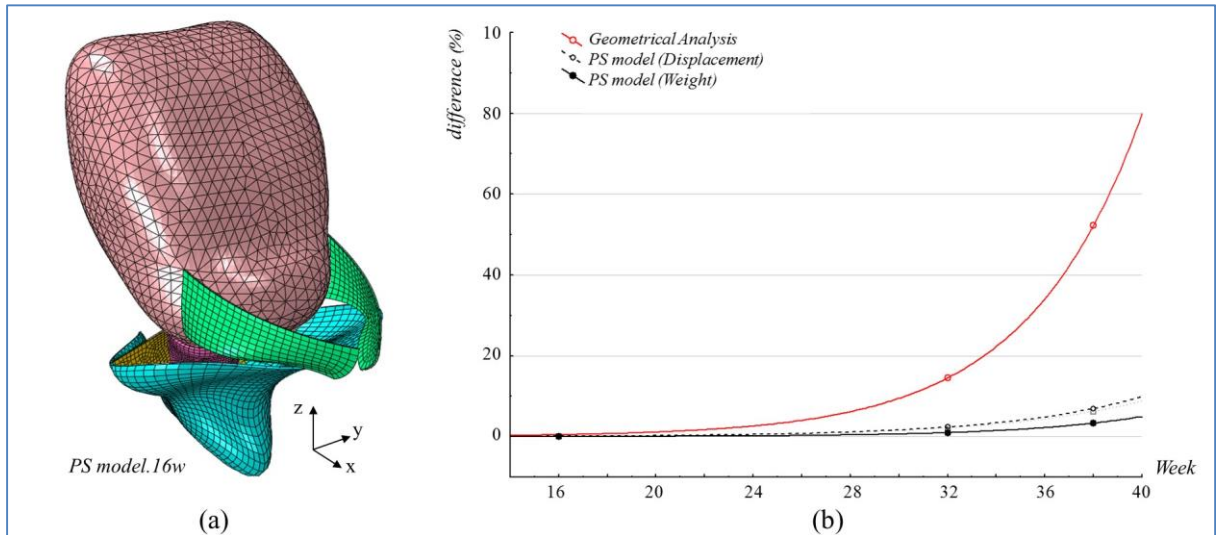 PS model.16w
z
y
x
(a)
difference (%)
10
80
60
40
20
0
Geometrical Analysis
PS model (Displacement)
PS model (Weight)
16
20
24
28
32
36
40
Week
(b)